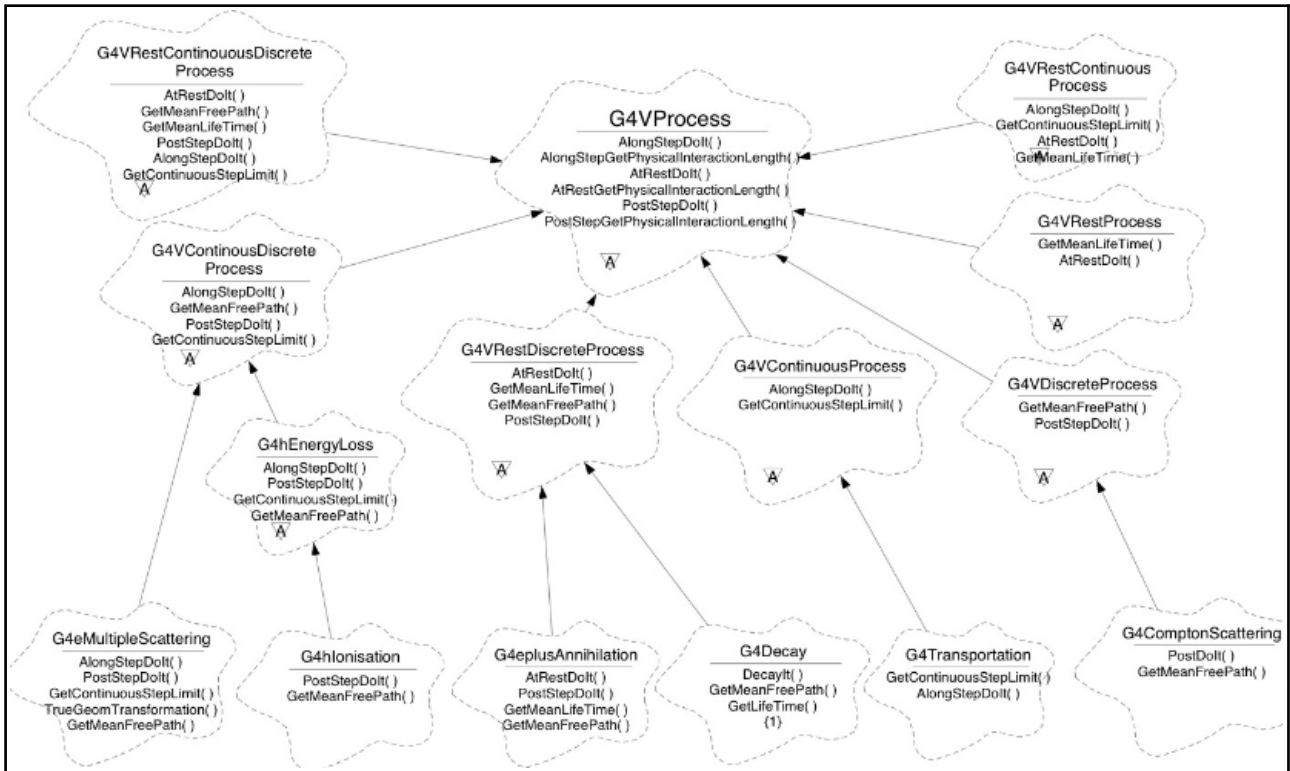 G4VRestContinouousDiscrete
Process
AtRestDoIt( )
GetMeanFreePath( )
GetMeanLifeTime( )
PostStepDoIt( )
AlongStepDoIt( )
GetContinuousStepLimit( )
A
G4VProcess
AlongStepDoIt( )
AlongStepGetPhysicalInteractionLength( )
AtRestDoIt( )
AtRestGetPhysicalInteractionLength( )
PostStepDoIt( )
PostStepGetPhysicalInteractionLength( )
A
G4VRestContinuous
Process
AlongStepDoIt( )
GetContinuousStepLimit( )
AtRestDoIt( )
GetMeanLifeTime( )
A
G4VContinousDiscrete
Process
AlongStepDoIt( )
GetMeanFreePath( )
PostStepDoIt( )
GetContinuousStepLimit( )
A
G4VRestProcess
GetMeanLifeTime( )
AtRestDoIt( )
A
G4VRestDiscreteProcess
AtRestDoIt( )
GetMeanLifeTime( )
GetMeanFreePath( )
PostStepDoIt( )
A
G4VContinuousProcess
AlongStepDoIt( )
GetContinuousStepLimit( )
A
G4VDiscreteProcess
GetMeanFreePath( )
PostStepDoIt( )
A
G4hEnergyLoss
AlongStepDoIt( )
PostStepDoIt( )
GetContinuousStepLimit( )
GetMeanFreePath( )
A
G4eMultipleScattering
AlongStepDoIt( )
PostStepDoIt( )
GetContinuousStepLimit( )
TrueGeomTransformation( )
GetMeanFreePath( )
G4hIonisation
PostStepDoIt( )
GetMeanFreePath( )
G4eplusAnnihilation
AtRestDoIt( )
PostStepDoIt( )
GetMeanLifeTime( )
GetMeanFreePath( )
G4Decay
DecayIt( )
GetMeanFreePath( )
GetLifeTime( )
{1}
G4Transportation
GetContinuousStepLimit( )
AlongStepDoIt( )
G4ComptonScattering
PostDoIt( )
GetMeanFreePath( )